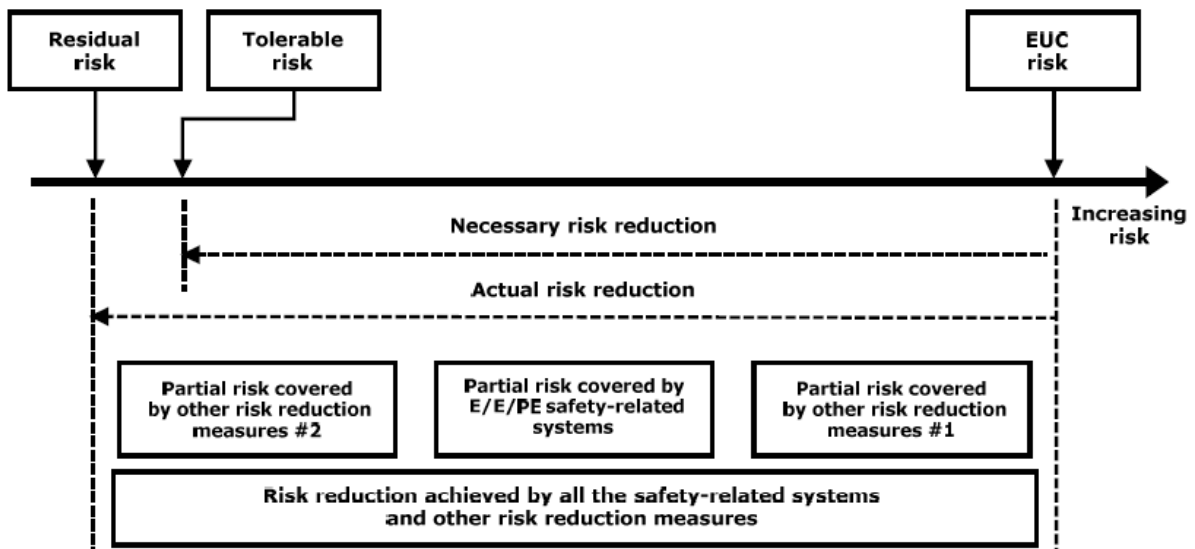 Residual
risk
Tolerable
risk
EUC
risk
Increasing
risk
Necessary risk reduction
Actual risk reduction
Partial risk covered
by other risk reduction
measures #2
Partial risk covered by
E/E/PE safety-related
systems
Partial risk covered
by other risk reduction
measures #1
Risk reduction achieved by all the safety-related systems
and other risk reduction measures